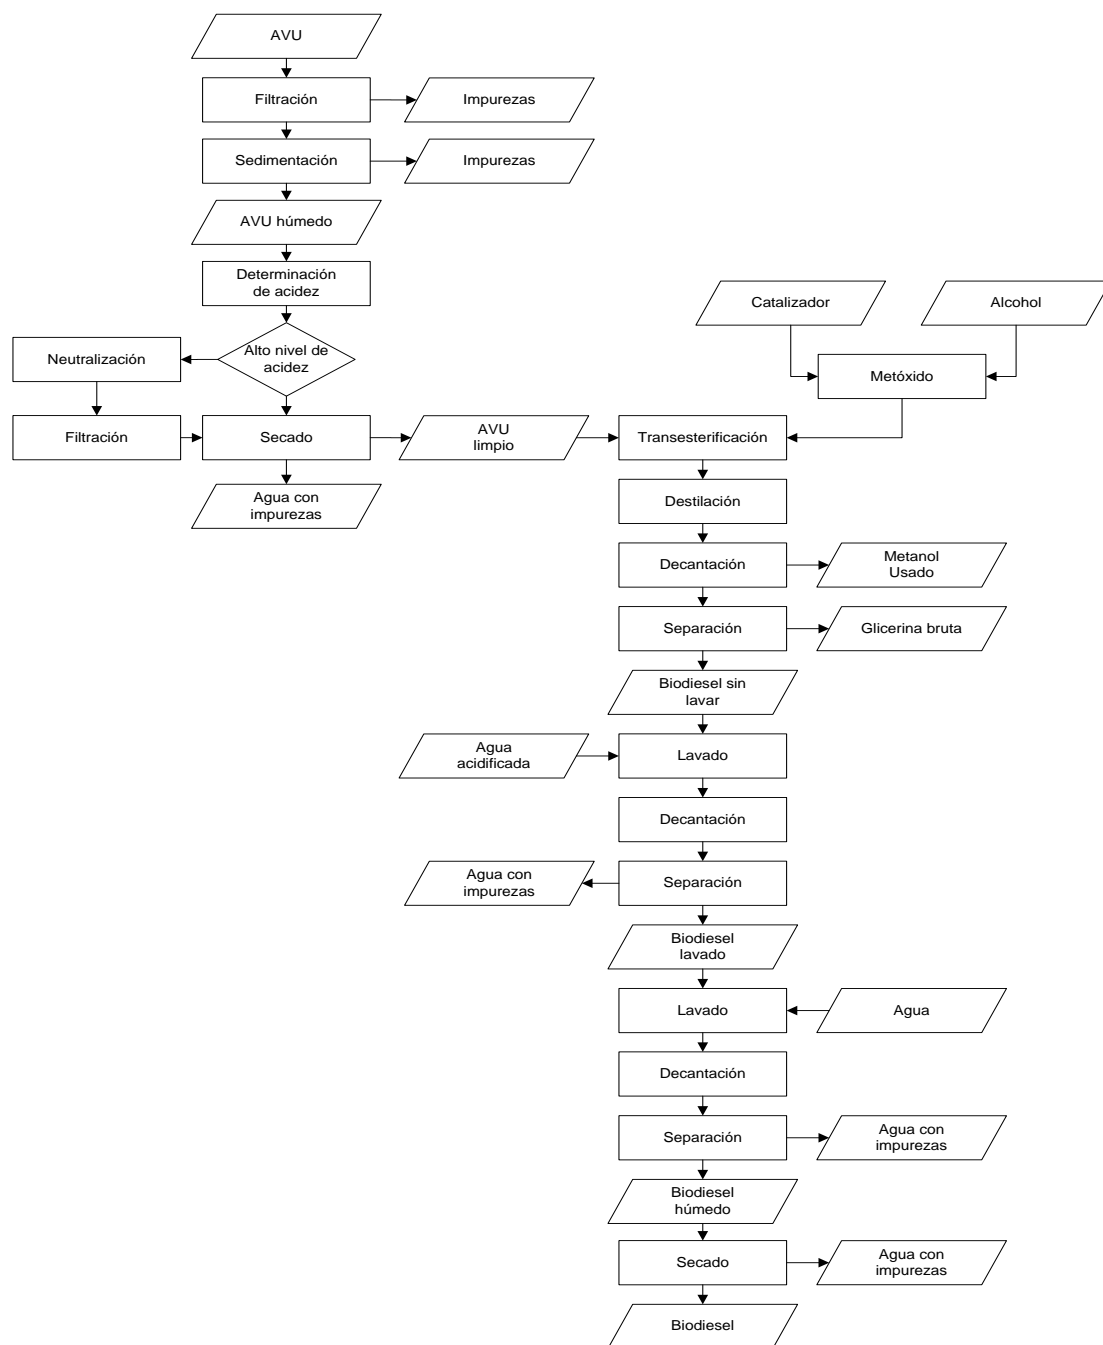 AVU
Filtración
Impurezas
Sedimentación
Impurezas
AVU húmedo
Determinación
de acidez
Catalizador
Alcohol
Neutralización
Alto nivel de
acidez
Metóxido
Filtración
Secado
AVU
limpio
Transesterificación
Agua con
impurezas
Destilación
Decantación
Metanol
Usado
Separación
Glicerina bruta
Biodiesel sin
lavar
Agua
acidificada
Lavado
Decantación
Agua con
impurezas
Separación
Biodiesel
lavado
Lavado
Agua
Decantación
Separación
Agua con
impurezas
Biodiesel
húmedo
Secado
Agua con
impurezas
Biodiesel